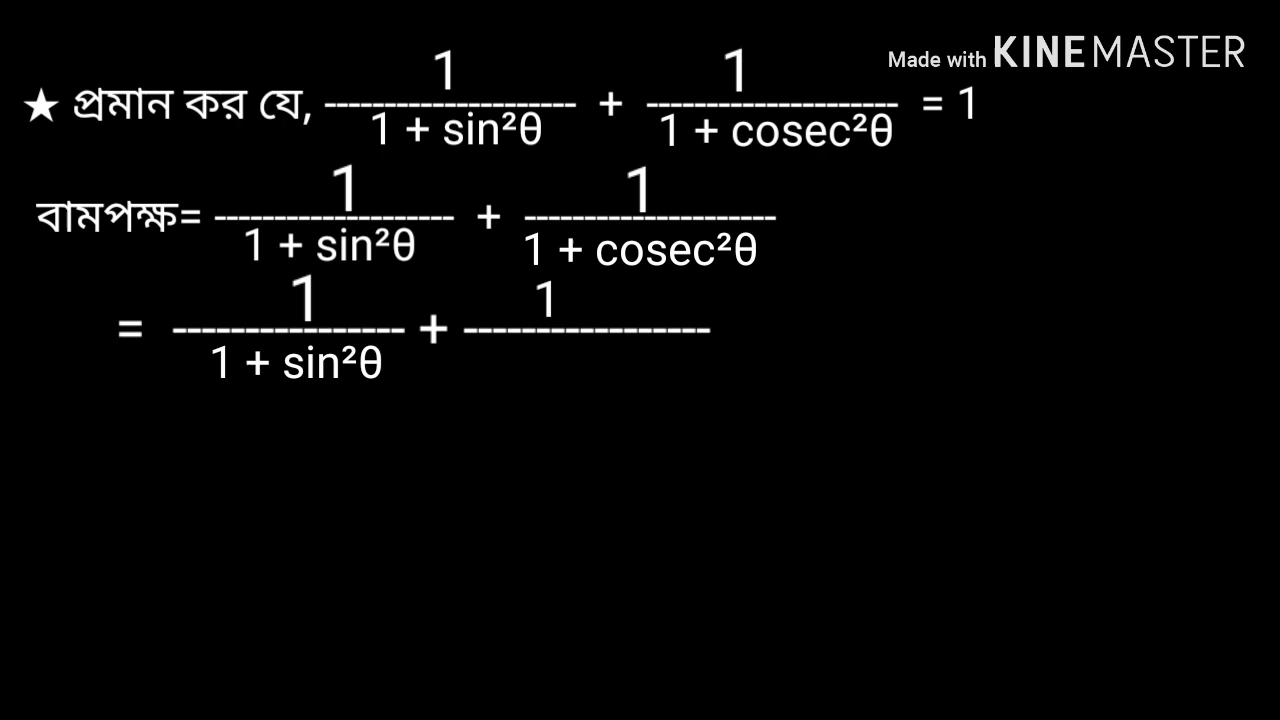 Made with KINEMASTER
★ প্রমান কর যে, 1 / 1 + sin²θ + 1 / 1 + cosec²θ = 1
বামপক্ষ= 1 / 1 + sin²θ + 1 / 1 + cosec²θ
= 1 / 1 + sin²θ + 1 /